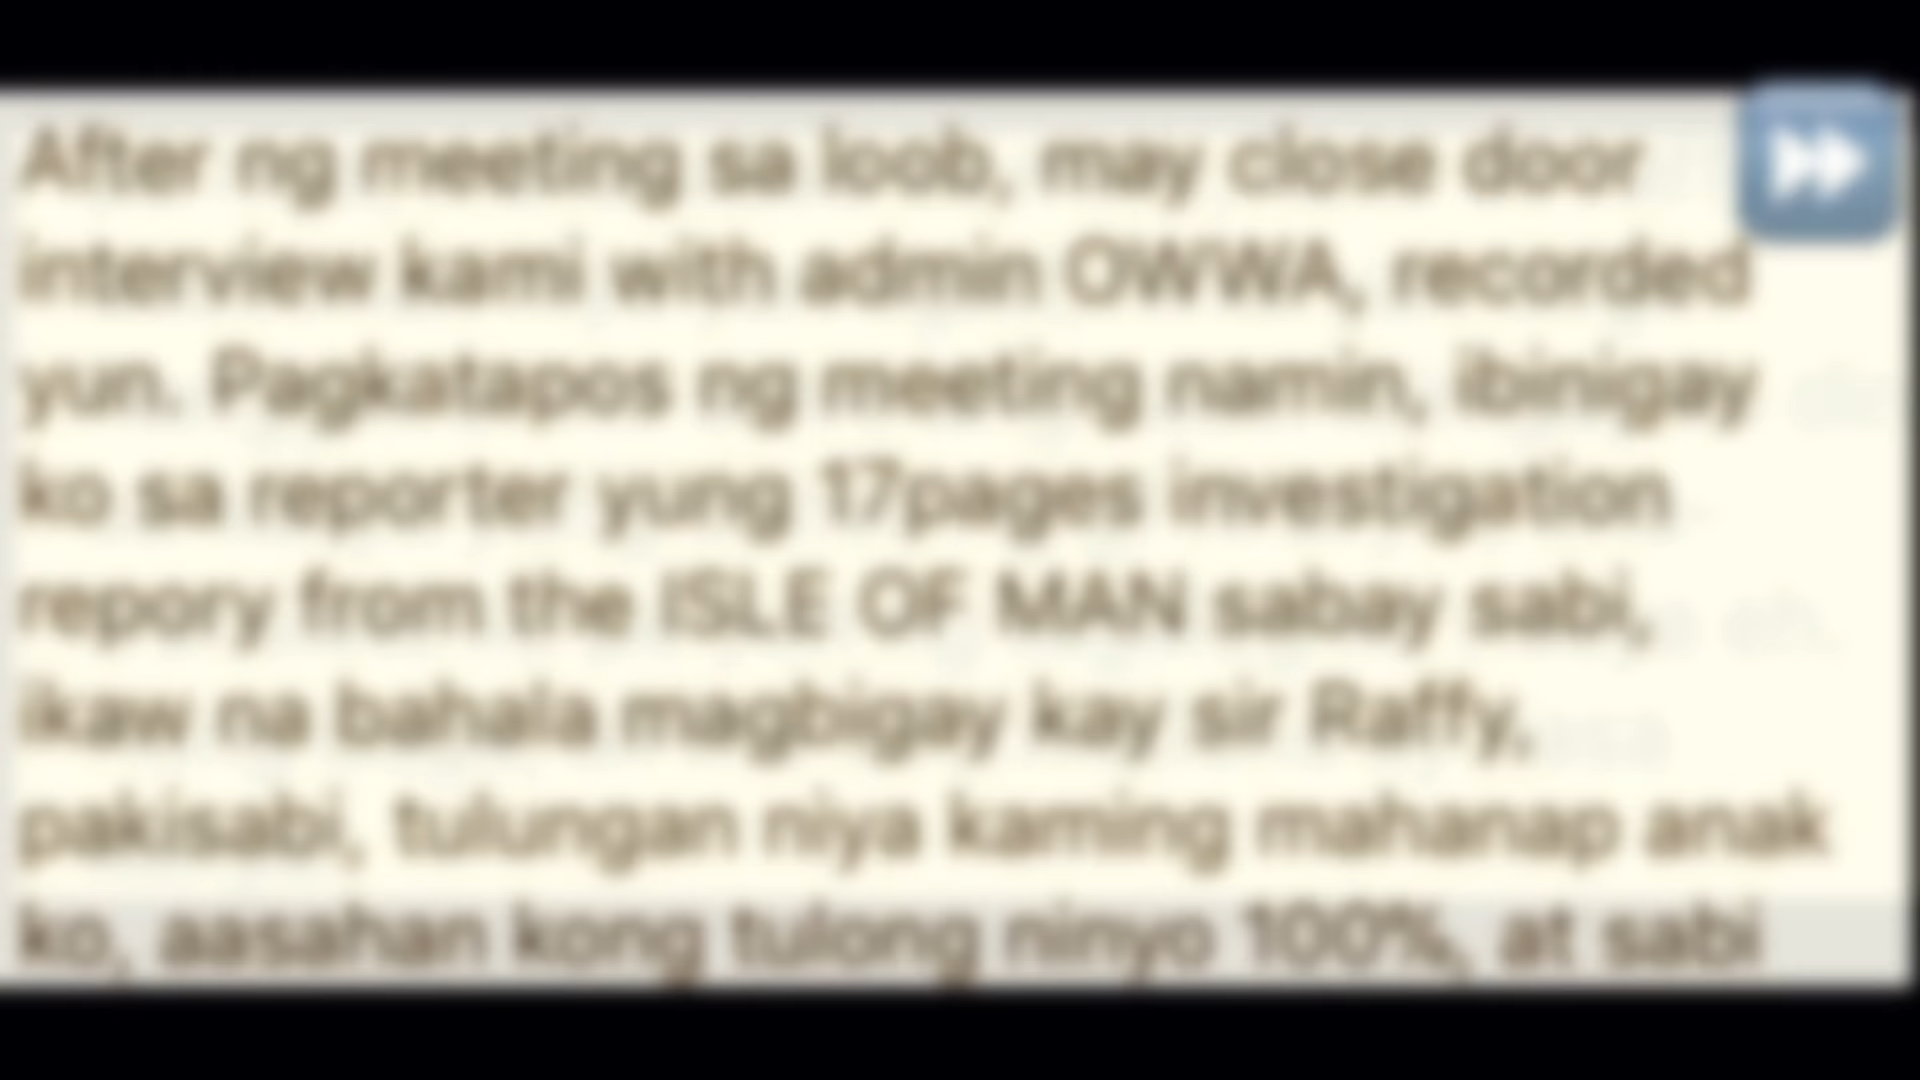 After ng meeting sa loob, may close door
interview kami with admin OWWA, recorded
yun. Pagkatapos ng meeting namin, ibinigay
ko sa reporter yung 17pages investigation
repory from the ISLE OF MAN sabay sabi,
ikaw na bahala magbigay kay sir Raffy,
pakisabi, tulungan niya kaming mahanap anak
ko, aasahan kong tulong ninyo 100%, at sabi